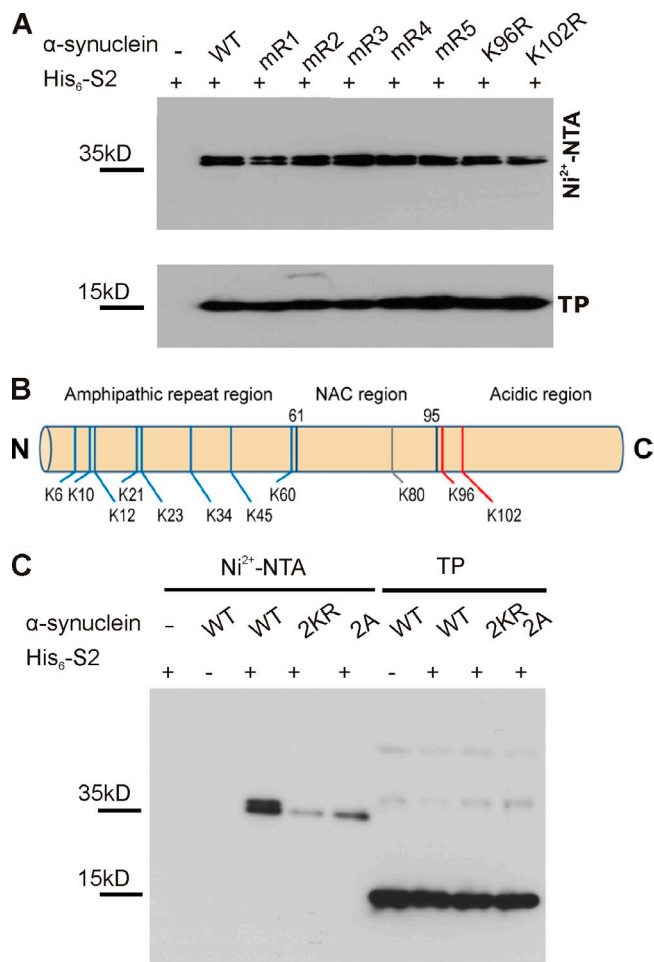 A
α-synuclein - WT mR1 mR2 mR3 mR4 mR5 K96R K102R
His₆-S2 + + + + + + + + +
35kD
Ni²⁺-NTA
15kD
TP
B
Amphipathic repeat region NAC region Acidic region
61 95
N C
K6 K10 K21 K60 K80 K96
K12 K23 K34 K45 K102
C
Ni²⁺-NTA TP
α-synuclein – WT WT 2KR 2A WT WT 2KR 2A
His₆-S2
+ - + + + - + + +
35kD
15kD